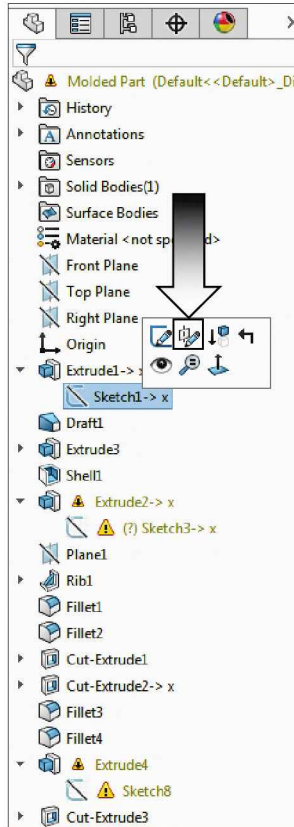 Molded Part (Default<<Default>_Di
History
Annotations
Sensors
Solid Bodies(1)
Surface Bodies
Material <not sp d>
Front Plane
Top Plane
Right Plane
Origin
Extrude1-> x
Sketch1-> x
Draft1
Extrude3
Shell1
Extrude2-> x
(?) Sketch3-> x
Plane1
Rib1
Fillet1
Fillet2
Cut-Extrude1
Cut-Extrude2-> x
Fillet3
Fillet4
Extrude4
Sketch8
Cut-Extrude3